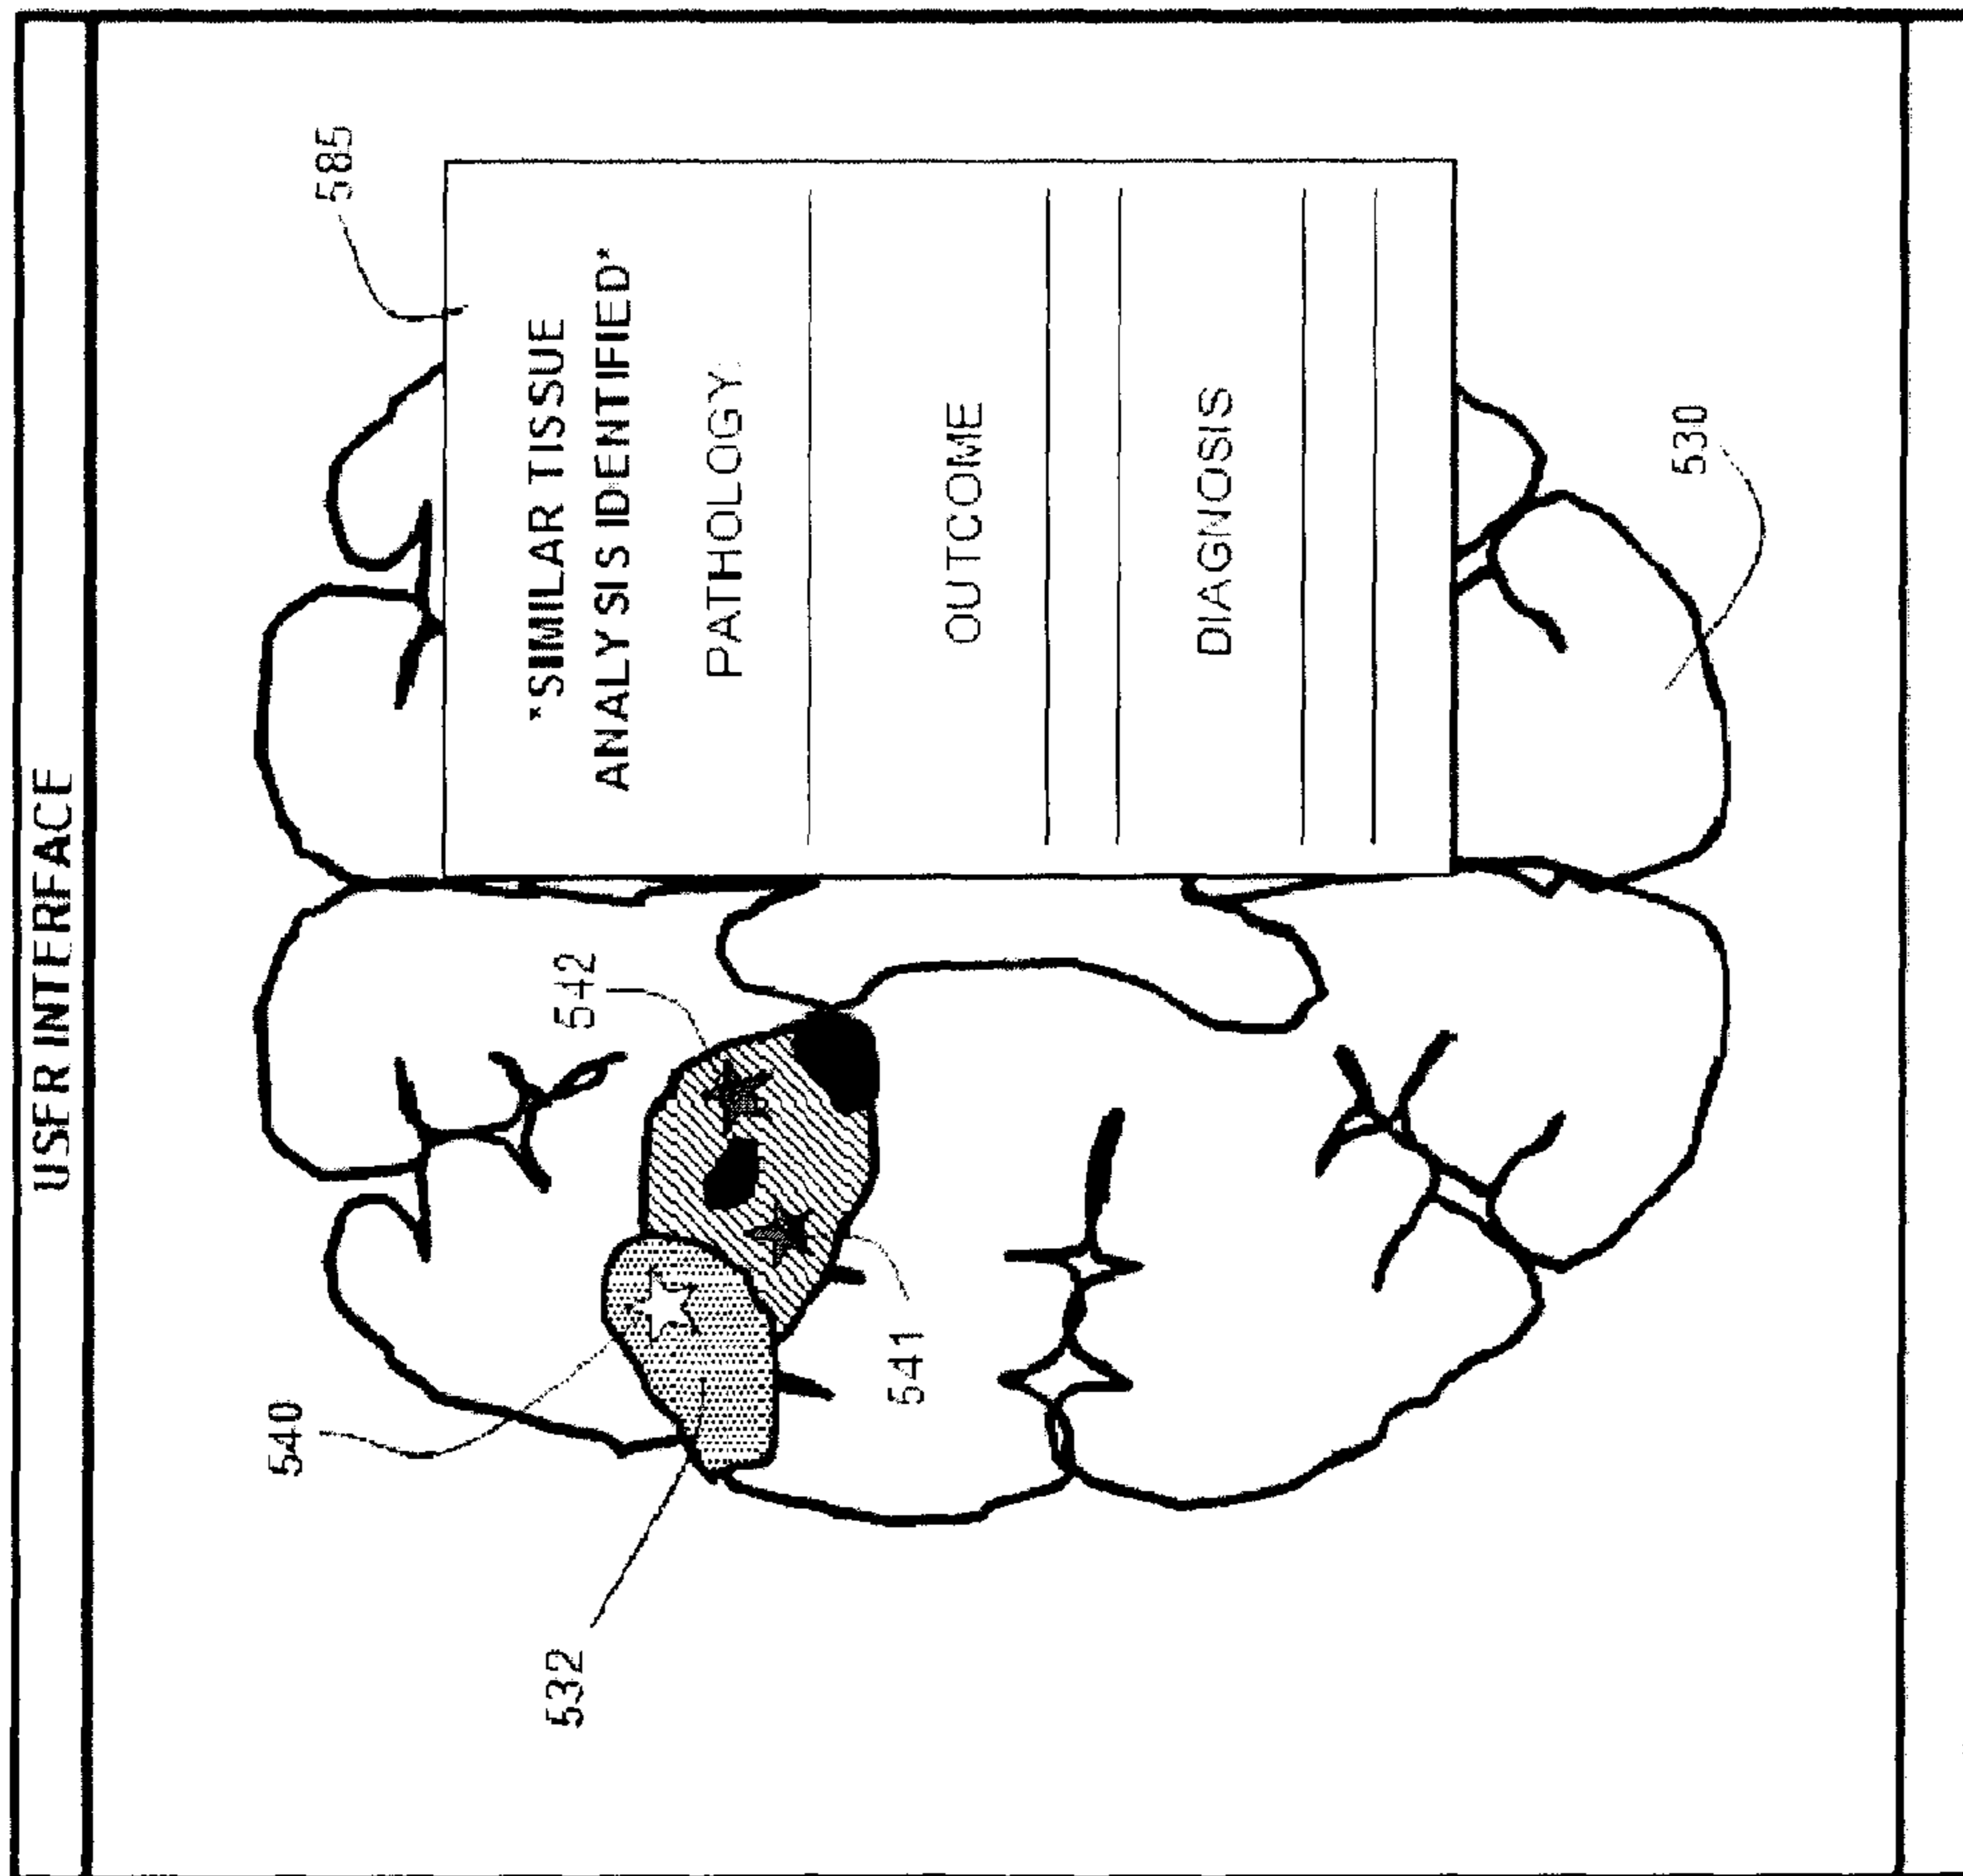 USER INTERFACE
585
*SIMILAR TISSUE
ANALYSIS IDENTIFIED*
PATHOLOGY
OUTCOME
DIAGNOSIS
530
542
540
541
532